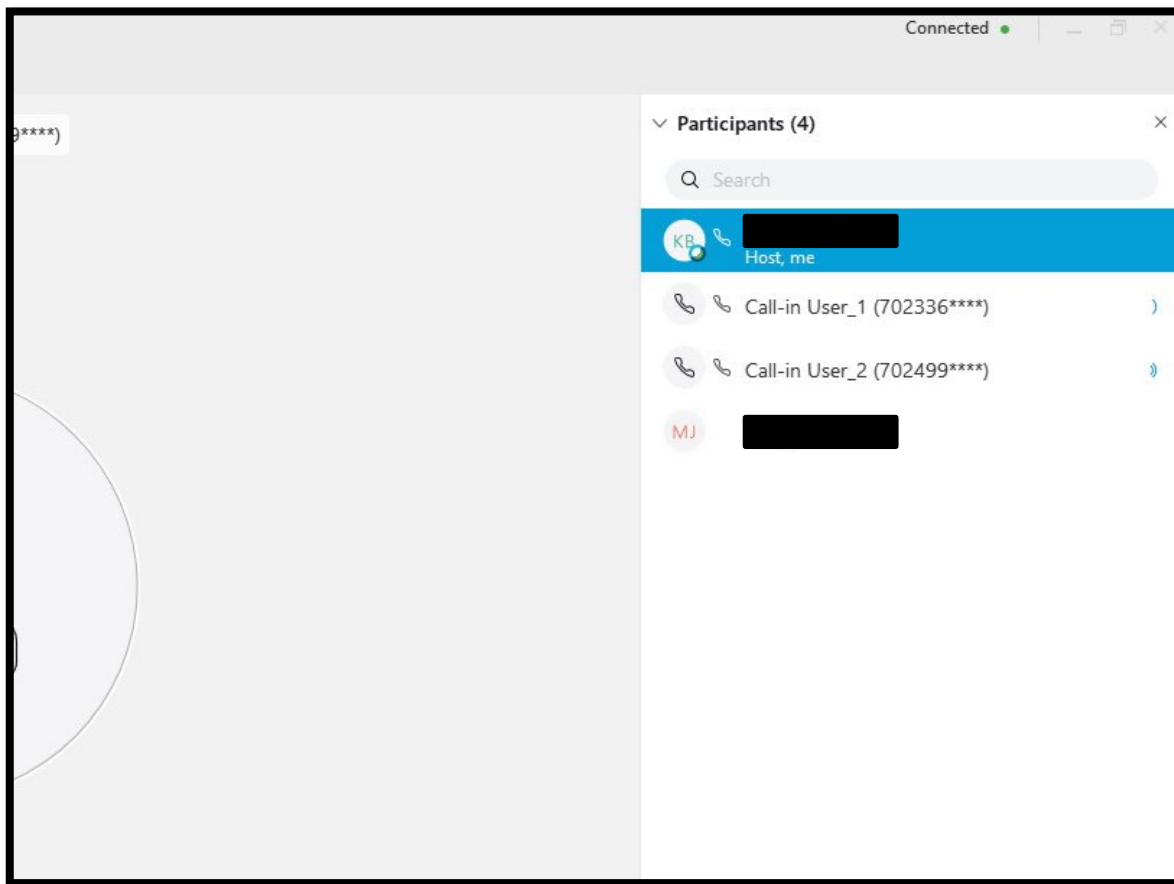 Connected
9****)
Participants (4)
Search
KB
Host, me
Call-in User_1 (702336****)
Call-in User_2 (702499****)
MJ